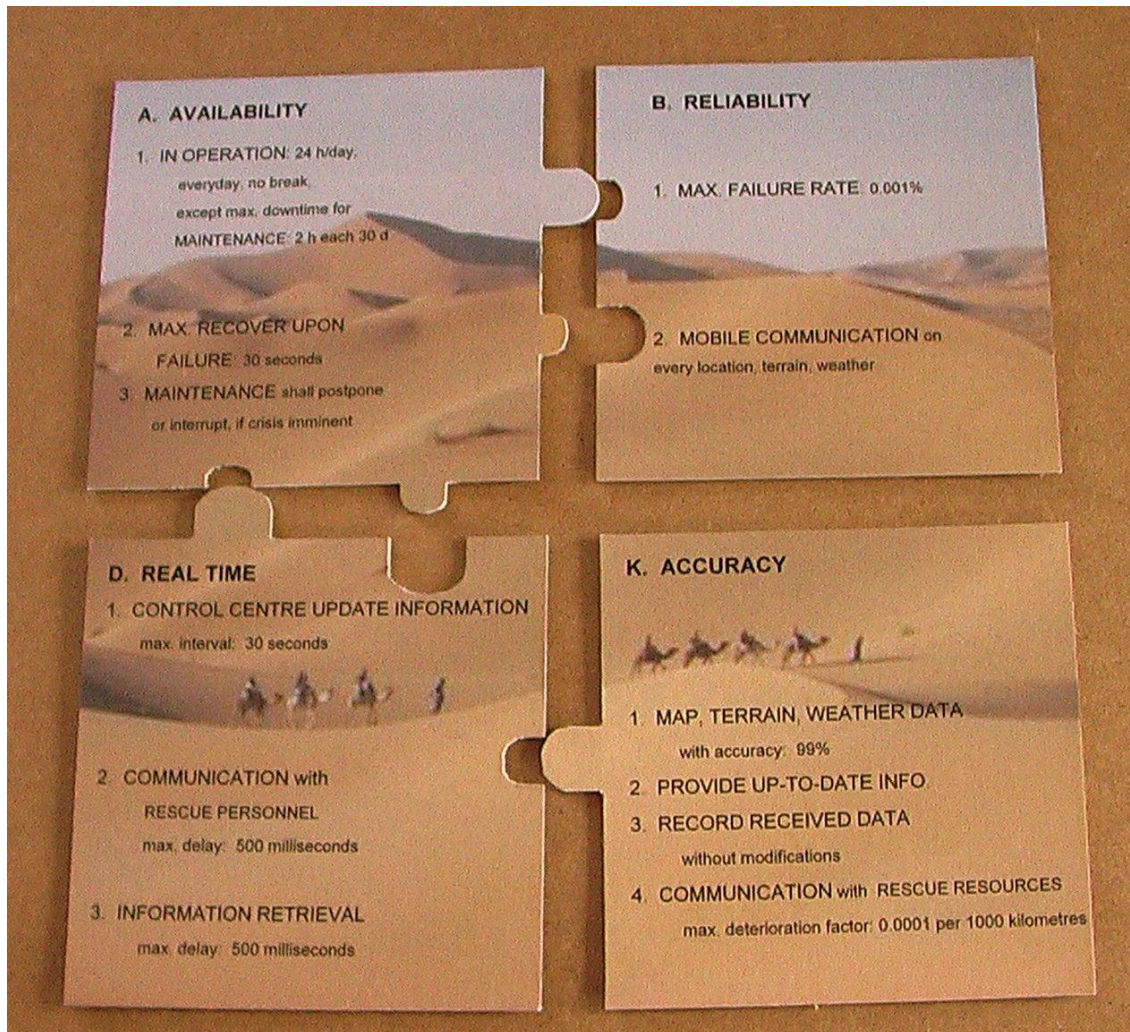 A. AVAILABILITY
1. IN OPERATION: 24 h/day,
everyday, no break,
except max. downtime for
MAINTENANCE: 2 h each 30 d
2. MAX. RECOVER UPON
FAILURE: 30 seconds
3. MAINTENANCE shall postpone
or interrupt, if crisis imminent
B. RELIABILITY
1. MAX. FAILURE RATE: 0.001%
2. MOBILE COMMUNICATION on
every location, terrain, weather
D. REAL TIME
1. CONTROL CENTRE UPDATE INFORMATION
max. interval: 30 seconds
2. COMMUNICATION with
RESCUE PERSONNEL
max. delay: 500 milliseconds
3. INFORMATION RETRIEVAL
max. delay: 500 milliseconds
K. ACCURACY
1. MAP, TERRAIN, WEATHER DATA
with accuracy: 99%
2. PROVIDE UP-TO-DATE INFO.
3. RECORD RECEIVED DATA
without modifications
4. COMMUNICATION with RESCUE RESOURCES
max. deterioration factor: 0.0001 per 1000 kilometres